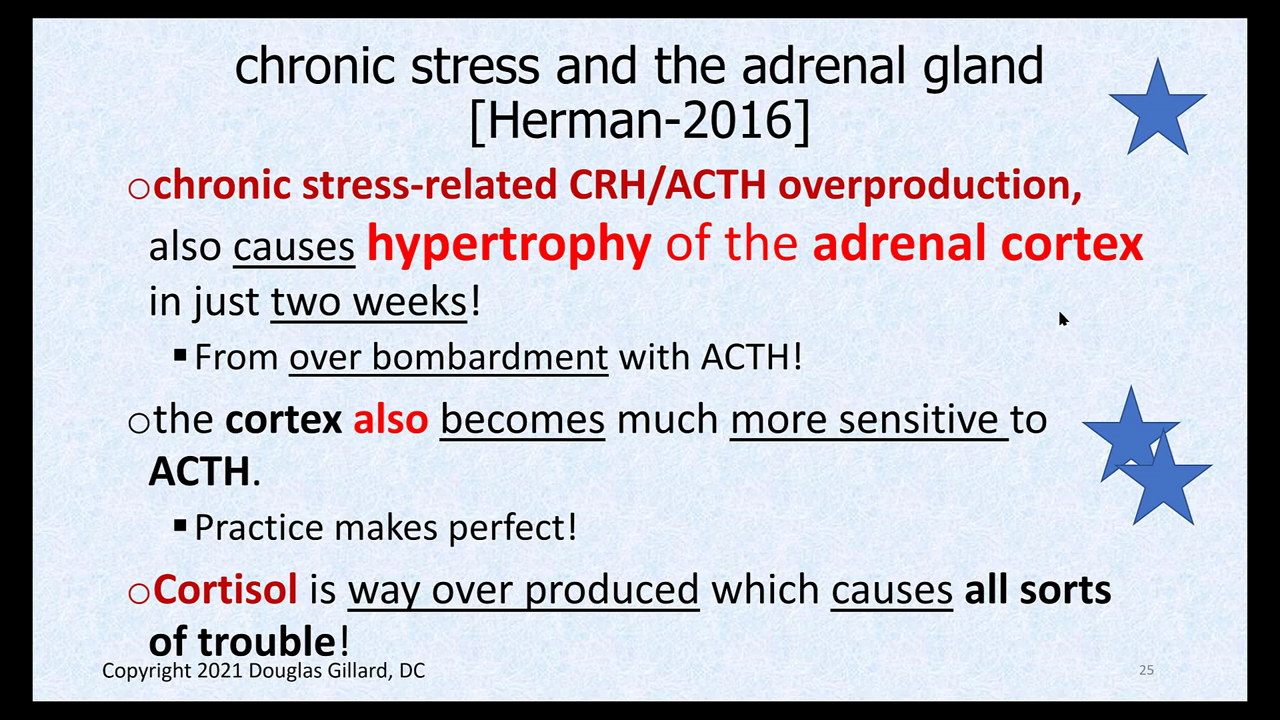 chronic stress and the adrenal gland
[Herman-2016]
chronic stress-related CRH/ACTH overproduction,
also causes hypertrophy of the adrenal cortex
in just two weeks!
From over bombardment with ACTH!
the cortex also becomes much more sensitive to
ACTH.
Practice makes perfect!
Cortisol is way over produced which causes all sorts
of trouble!
Copyright 2021 Douglas Gillard, DC
25